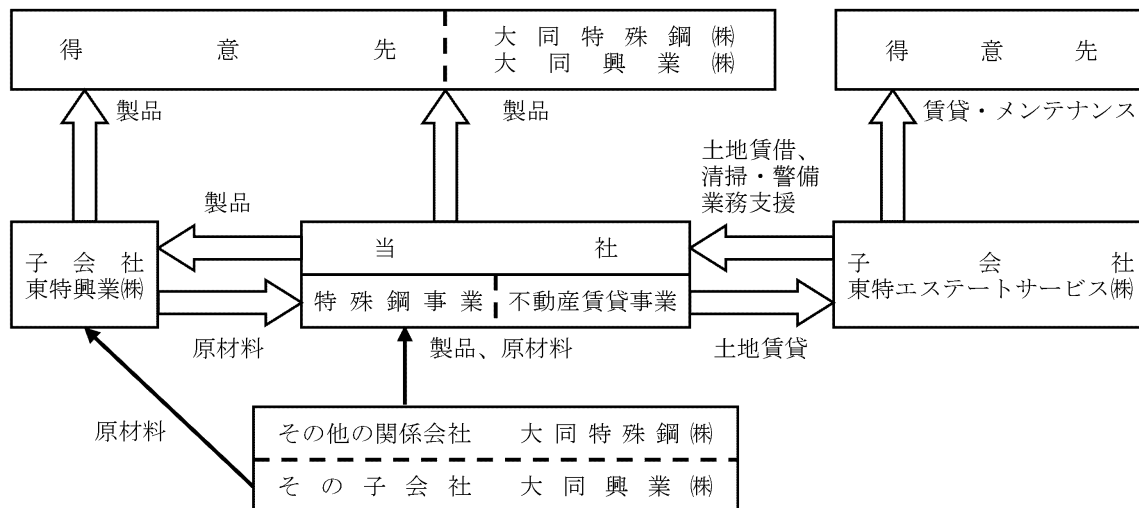 得意先
大同特殊鋼㈱
大同興業㈱
得意先
製品
製品
賃貸・メンテナンス
土地賃借、
清掃・警備
業務支援
製品
子会社
東特興業㈱
当社
特殊鋼事業
不動産賃貸事業
子会社
東特エステートサービス㈱
原材料
製品、原材料
土地賃貸
原材料
その他の関係会社 大同特殊鋼㈱
その子会社 大同興業㈱